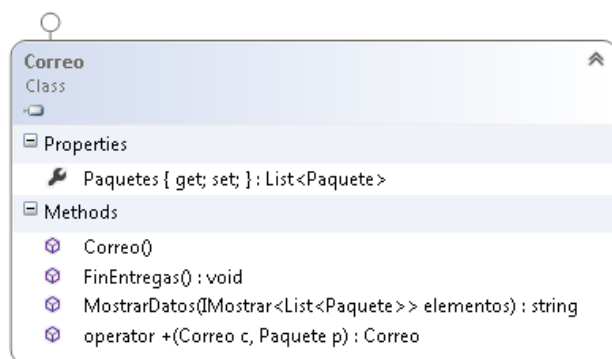 Correo
Class
Properties
Paquetes { get; set; } : List<Paquete>
Methods
Correo()
FinEntregas() : void
MostrarDatos(IMostrar<List<Paquete>> elementos) : string
operator +(Correo c, Paquete p) : Correo